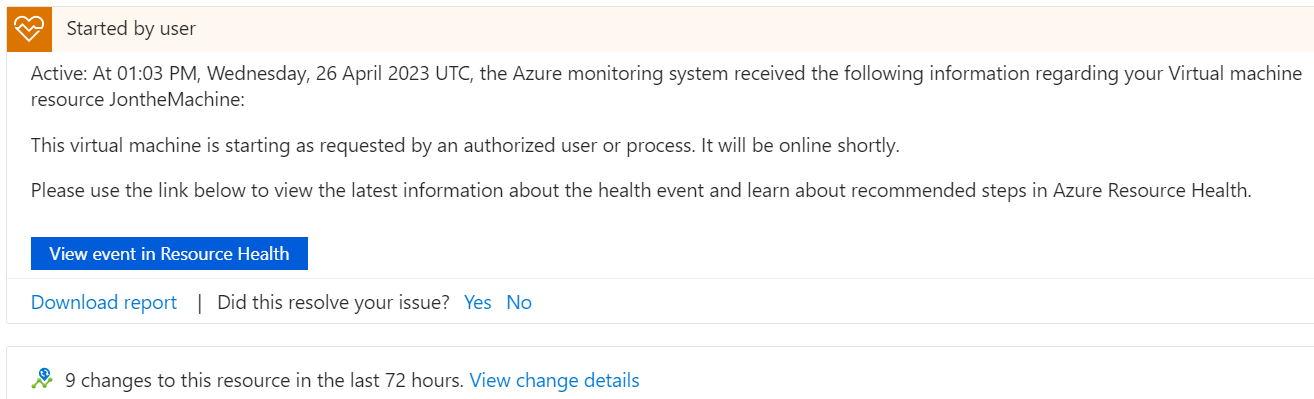 Started by user
Active: At 01:03 PM, Wednesday, 26 April 2023 UTC, the Azure monitoring system received the following information regarding your Virtual machine
resource JontheMachine:
This virtual machine is starting as requested by an authorized user or process. It will be online shortly.
Please use the link below to view the latest information about the health event and learn about recommended steps in Azure Resource Health.
View event in Resource Health
Download report | Did this resolve your issue? Yes No
9 changes to this resource in the last 72 hours. View change details